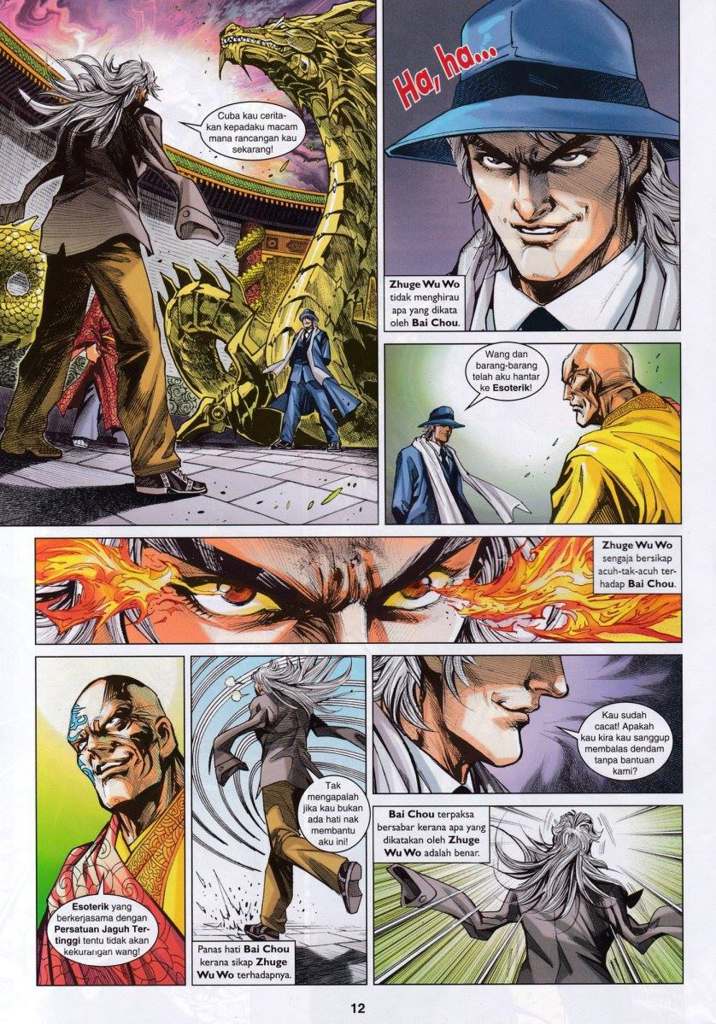 Cuba kau cerita-
kan kepadaku macam
mana rancangan kau
sekarang!
Ha, ha...
Zhuge Wu Wo
tidak menghirau
apa yang dikata
oleh Bai Chou.
Wang dan
barang-barang
telah aku hantar
ke Esoterik!
Zhuge Wu Wo
sengaja bersikap
acuh-tak-acuh ter-
hadap Bai Chou.
Esoterik yang
berkerjasama dengan
Persatuan Jaguh Ter-
tinggi tentu tidak akan
kekurangan wang!
Tak
mengapalah
jika kau bukan
ada hati nak
membantu
aku ini!
Panas hati Bai Chou
kerana sikap Zhuge
Wu Wo terhadapnya.
Kau sudah
cacat! Apakah
kau kira kau sanggup
membalas dendam
tanpa bantuan
kami?
Bai Chou terpaksa
bersabar kerana apa yang
dikatakan oleh Zhuge
Wu Wo adalah benar.
12